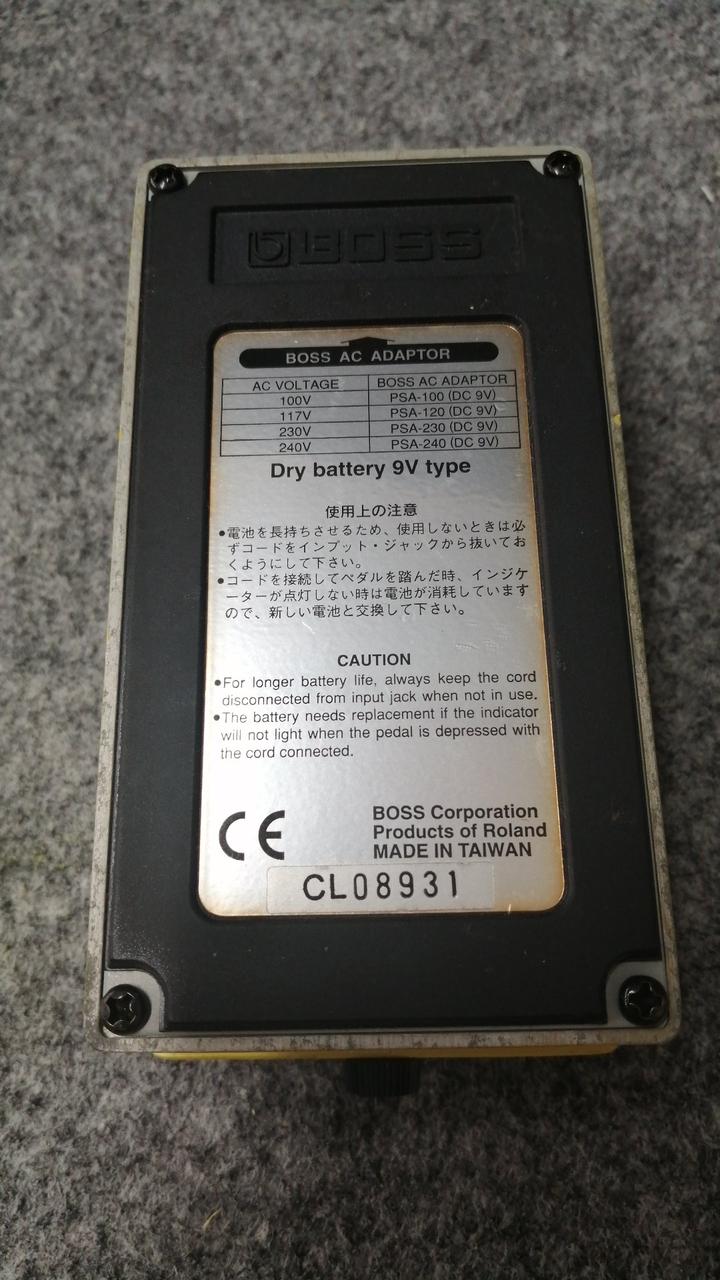 BOSS
BOSS AC ADAPTOR
AC VOLTAGE BOSS AC ADAPTOR
100V PSA-100 (DC 9V)
117V PSA-120 (DC 9V)
230V PSA-230 (DC 9V)
240V PSA-240 (DC 9V)
Dry battery 9V type
使用上の注意
●電池を長持ちさせるため、使用しないときは必
ずコードをインプット・ジャックから抜いてお
くようにして下さい。
●コードを接続してペダルを踏んだ時、インジケ
ーターが点灯しない時は電池が消耗しています
ので、新しい電池と交換して下さい。
CAUTION
●For longer battery life, always keep the cord
disconnected from input jack when not in use.
●The battery needs replacement if the indicator
will not light when the pedal is depressed with
the cord connected.
CE
BOSS Corporation
Products of Roland
MADE IN TAIWAN
CL08931